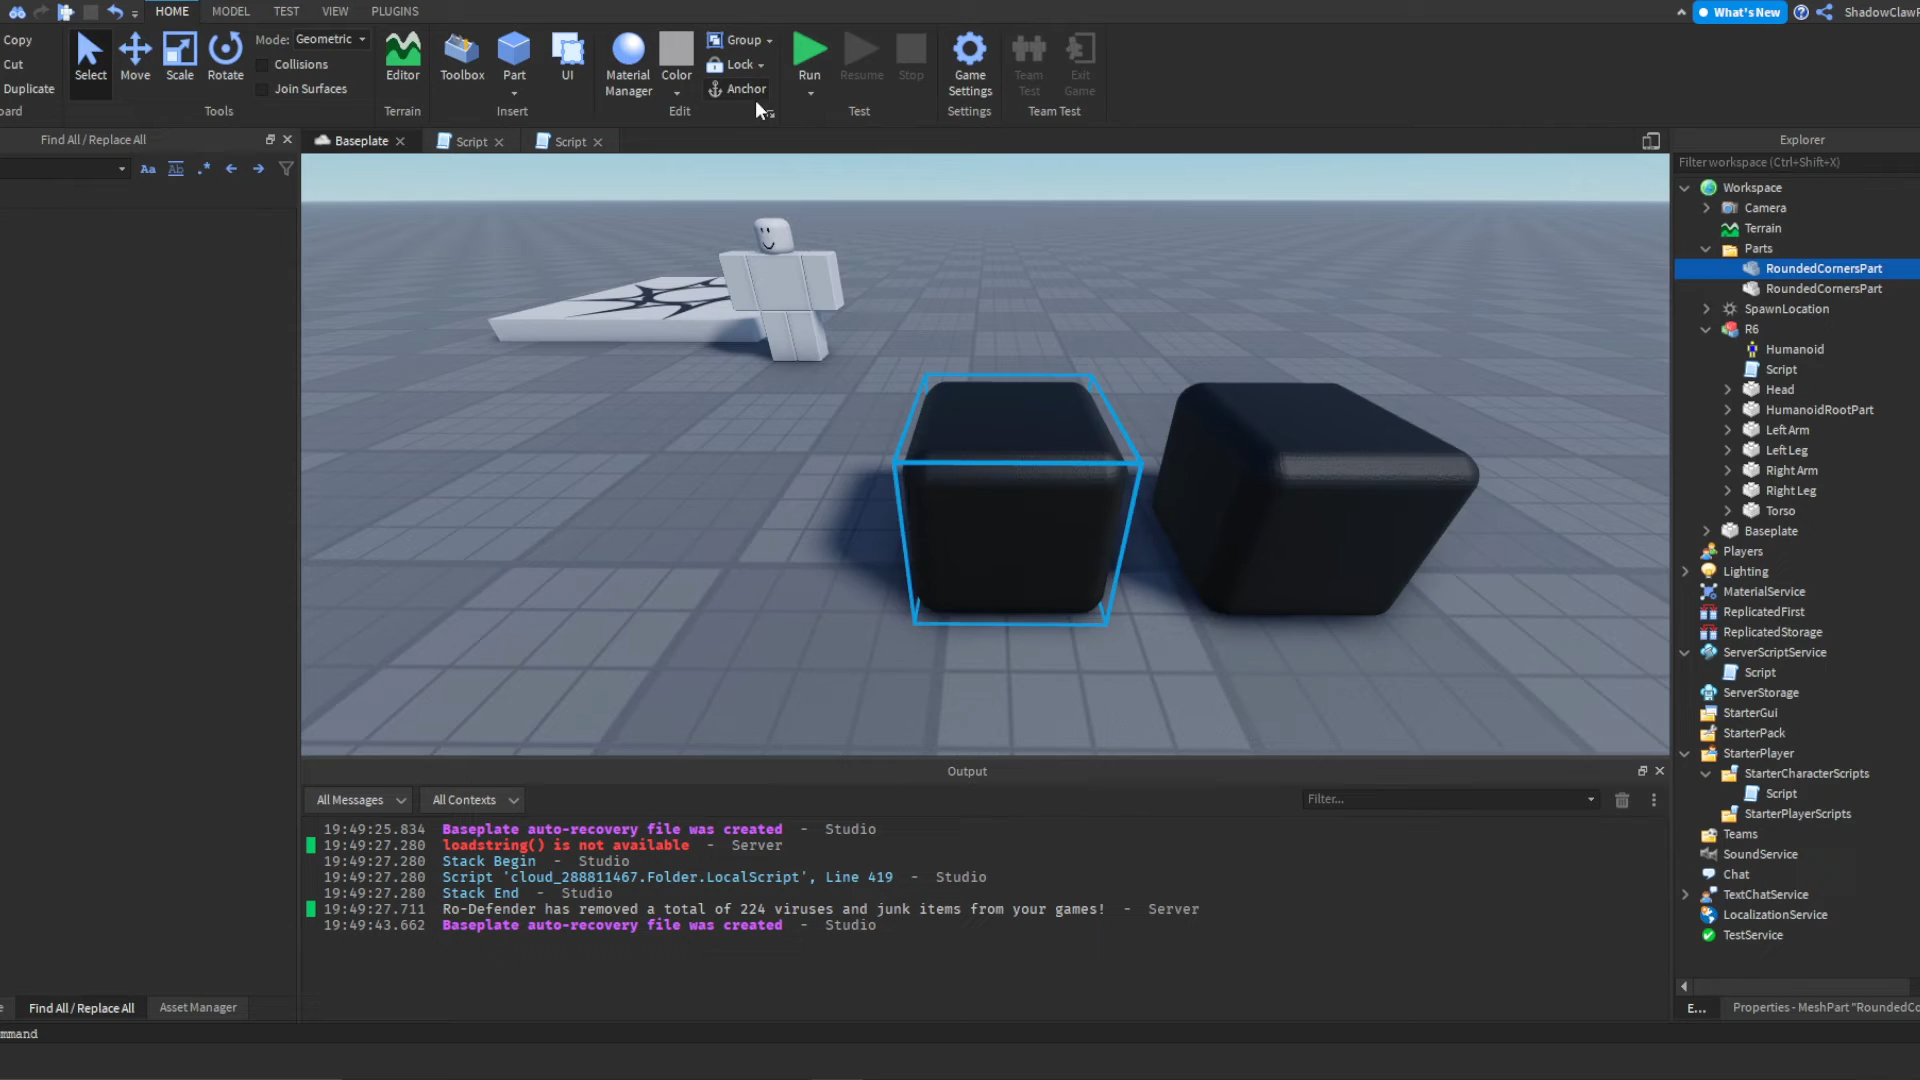 HOME MODEL TEST VIEW PLUGINS
What's New
Copy
Cut
Duplicate
Select Move Scale Rotate
Mode: Geometric
Collisions
Join Surfaces
Tools
Editor
Terrain
Toolbox Part UI
Insert
Material Manager
Color
Group
Lock
Anchor
Edit
Run Resume Stop
Test
Game Settings
Settings
Team Test
Exit Game
Team Test
Find All / Replace All
Aa Ab .*
Baseplate
Script
Script
Output
All Messages All Contexts Filter...
19:49:25.834 Baseplate auto-recovery file was created - Studio
19:49:27.280 loadstring() is not available - Server
19:49:27.280 Stack Begin - Studio
19:49:27.280 Script 'cloud_288811467.Folder.LocalScript', Line 419 - Studio
19:49:27.280 Stack End - Studio
19:49:27.711 Ro-Defender has removed a total of 224 viruses and junk items from your games! - Server
19:49:43.662 Baseplate auto-recovery file was created - Studio
Find All / Replace All Asset Manager
Explorer
Filter workspace (Ctrl+Shift+X)
Workspace
Camera
Terrain
Parts
RoundedCornersPart
RoundedCornersPart
SpawnLocation
R6
Humanoid
Script
Head
HumanoidRootPart
Left Arm
Left Leg
Right Arm
Right Leg
Torso
Baseplate
Players
Lighting
MaterialService
ReplicatedFirst
ReplicatedStorage
ServerScriptService
Script
ServerStorage
StarterGui
StarterPack
StarterPlayer
StarterCharacterScripts
Script
StarterPlayerScripts
Teams
SoundService
Chat
TextChatService
LocalizationService
TestService
E... Properties - MeshPart "RoundedCo